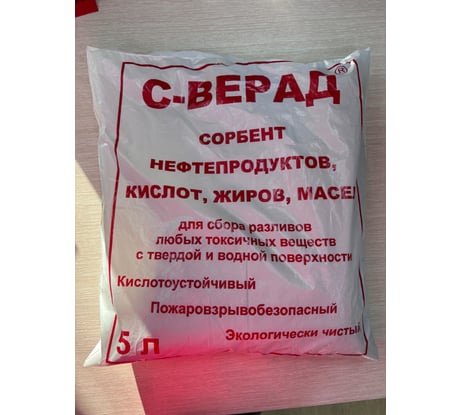 С-ВЕРАД®
СОРБЕНТ
НЕФТЕПРОДУКТОВ,
КИСЛОТ, ЖИРОВ, МАСЕЛ
для сбора разливов
любых токсичных веществ
с твердой и водной поверхности
Кислотоустойчивый
Пожаровзрывобезопасный
Экологически чистый
5 л